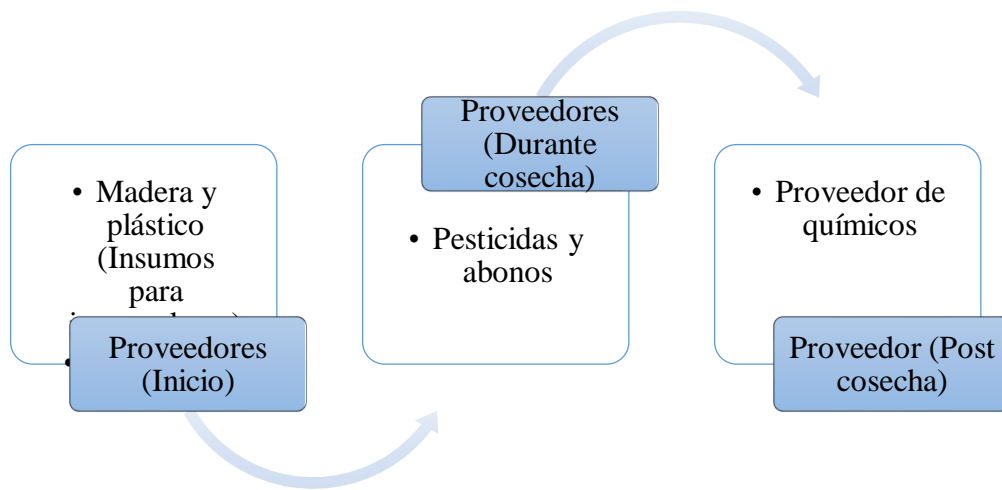 • Madera y
plástico
(Insumos
para
Proveedores
(Inicio)
Proveedores
(Durante
cosecha)
• Pesticidas y
abonos
• Proveedor de
químicos
Proveedor (Post
cosecha)